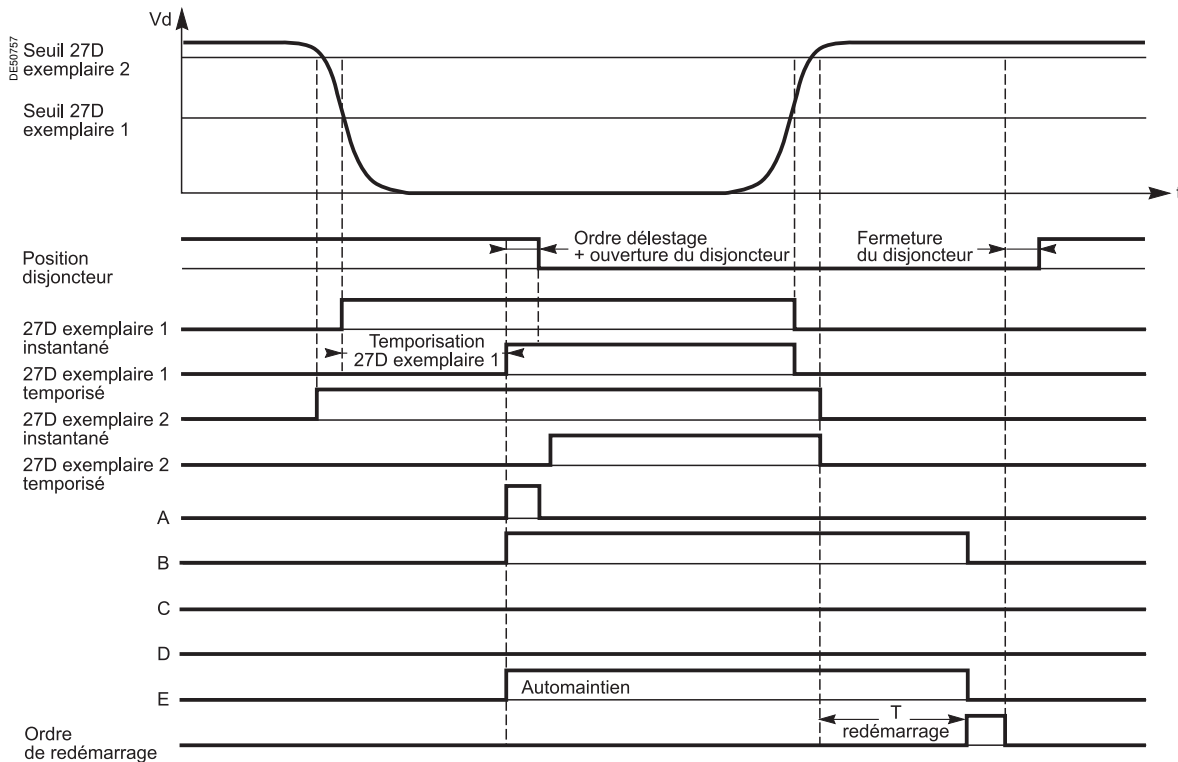 Vd
DE50757
Seuil 27D
exemplaire 2
Seuil 27D
exemplaire 1
t
Position
disjoncteur
Ordre délestage
+ ouverture du disjoncteur
Fermeture
du disjoncteur
27D exemplaire 1
instantané
Temporisation
27D exemplaire 1
27D exemplaire 1
temporisé
27D exemplaire 2
instantané
27D exemplaire 2
temporisé
A
B
C
D
E
Automaintien
T
redémarrage
Ordre
de redémarrage